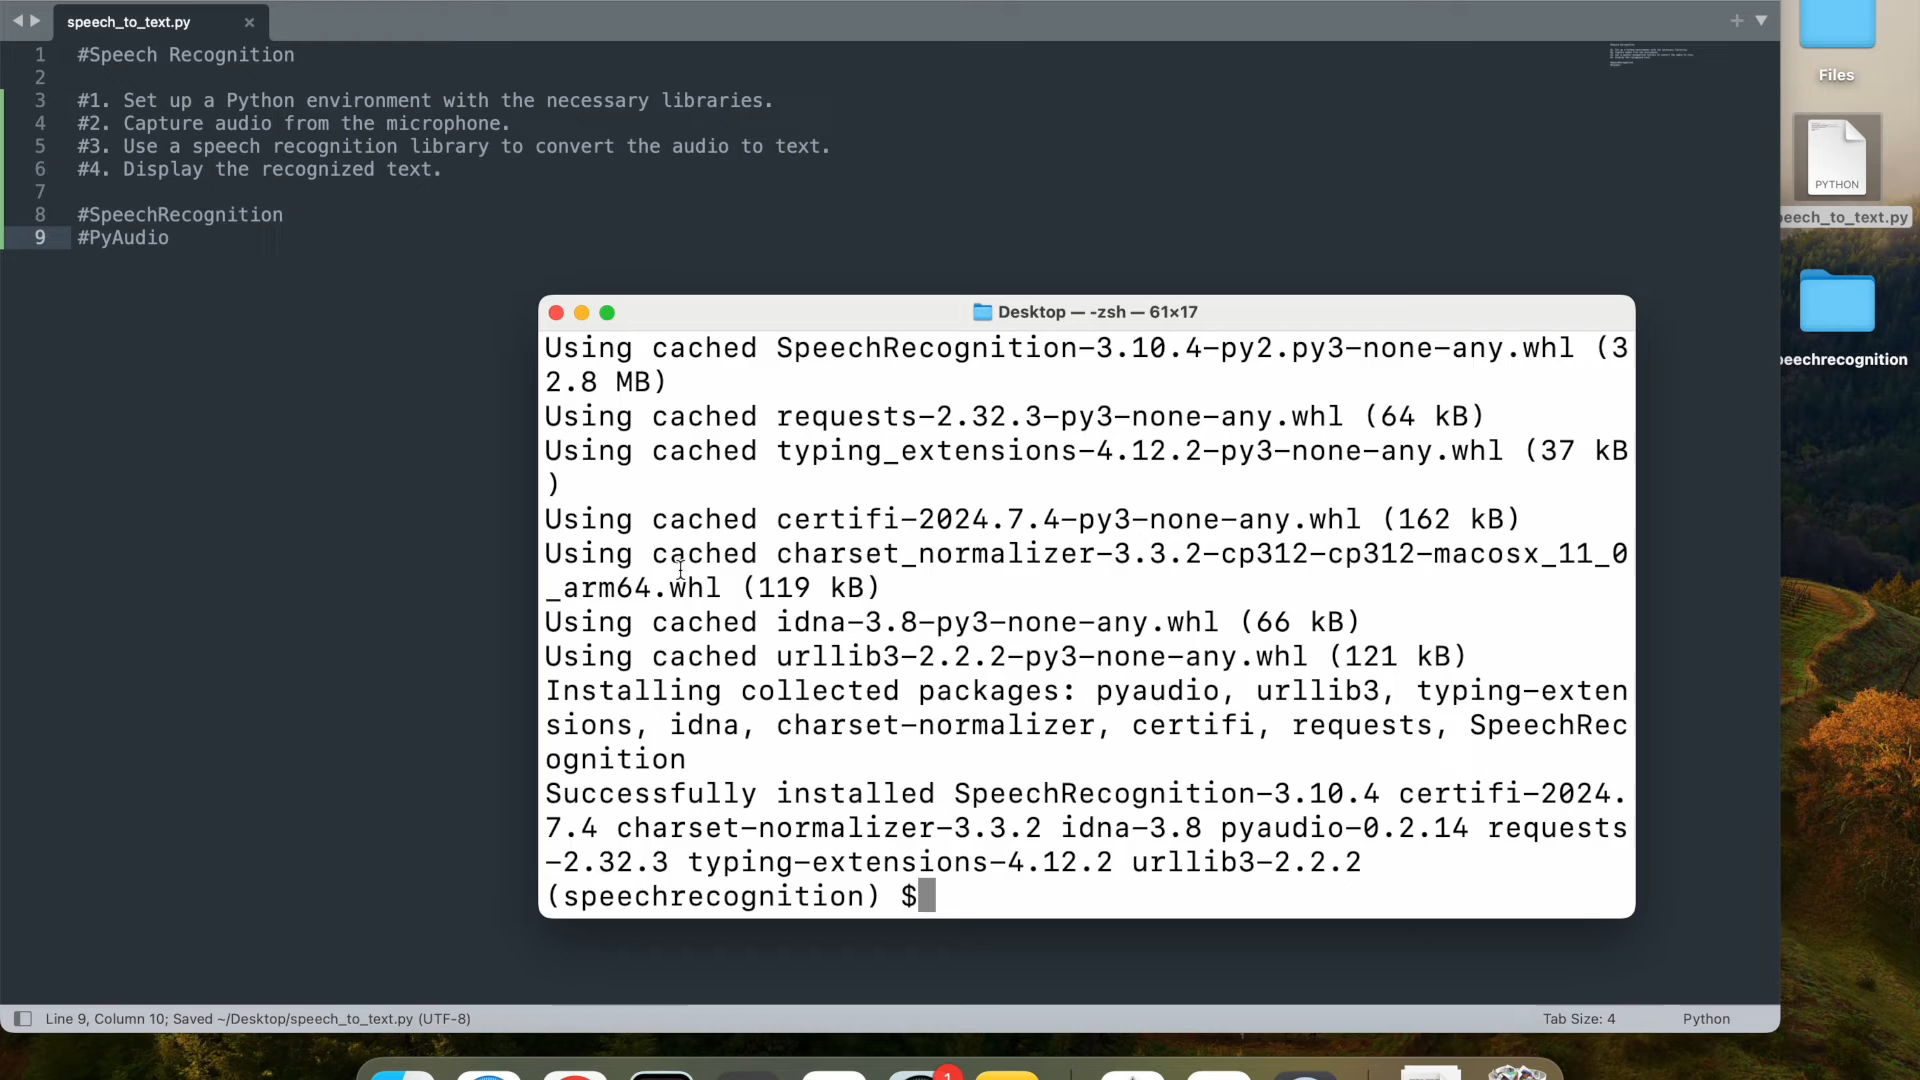 speech_to_text.py
1 #Speech Recognition
2
3 #1. Set up a Python environment with the necessary libraries.
4 #2. Capture audio from the microphone.
5 #3. Use a speech recognition library to convert the audio to text.
6 #4. Display the recognized text.
7
8 #SpeechRecognition
9 #PyAudio
Files
PYTHON
peech_to_text.py
peechrecognition
Desktop — -zsh — 61×17
Using cached SpeechRecognition-3.10.4-py2.py3-none-any.whl (3
2.8 MB)
Using cached requests-2.32.3-py3-none-any.whl (64 kB)
Using cached typing_extensions-4.12.2-py3-none-any.whl (37 kB
)
Using cached certifi-2024.7.4-py3-none-any.whl (162 kB)
Using cached charset_normalizer-3.3.2-cp312-cp312-macosx_11_0
_arm64.whl (119 kB)
Using cached idna-3.8-py3-none-any.whl (66 kB)
Using cached urllib3-2.2.2-py3-none-any.whl (121 kB)
Installing collected packages: pyaudio, urllib3, typing-exten
sions, idna, charset-normalizer, certifi, requests, SpeechRec
ognition
Successfully installed SpeechRecognition-3.10.4 certifi-2024.
7.4 charset-normalizer-3.3.2 idna-3.8 pyaudio-0.2.14 requests
-2.32.3 typing-extensions-4.12.2 urllib3-2.2.2
(speechrecognition) $
Line 9, Column 10; Saved ~/Desktop/speech_to_text.py (UTF-8)
Tab Size: 4
Python
1